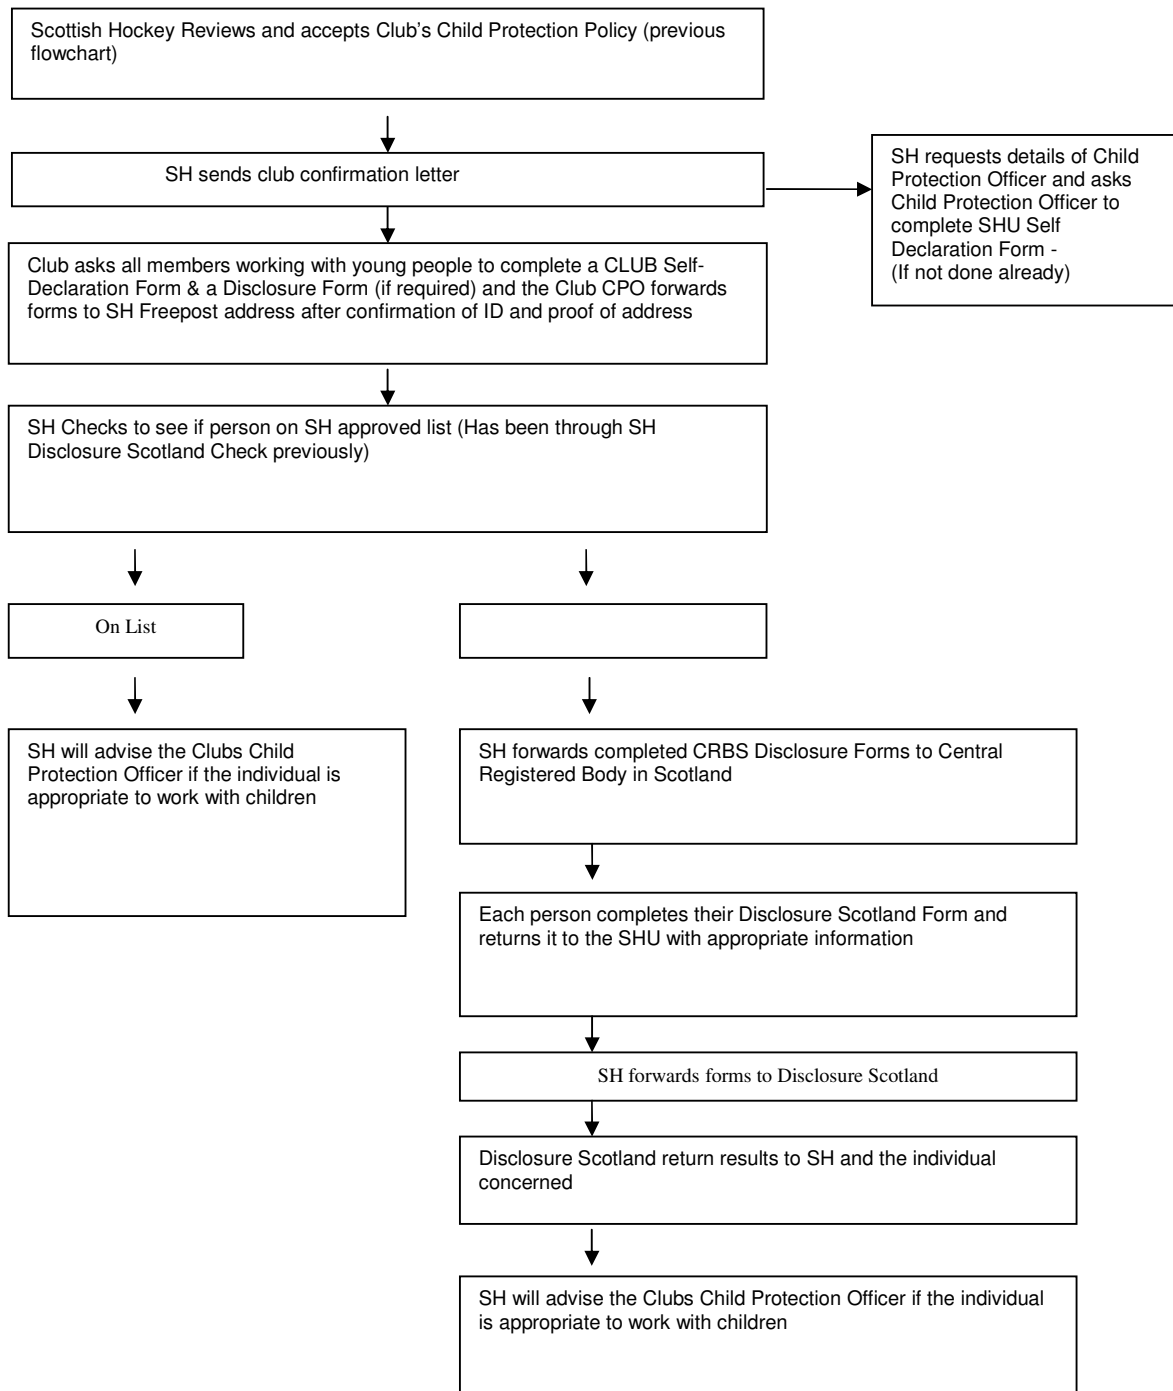 Scottish Hockey Reviews and accepts Club's Child Protection Policy (previous
flowchart)
SH sends club confirmation letter
SH requests details of Child
Protection Officer and asks
Child Protection Officer to
complete SHU Self
Declaration Form -
(If not done already)
Club asks all members working with young people to complete a CLUB Self-
Declaration Form & a Disclosure Form (if required) and the Club CPO forwards
forms to SH Freepost address after confirmation of ID and proof of address
SH Checks to see if person on SH approved list (Has been through SH
Disclosure Scotland Check previously)
On List
SH will advise the Clubs Child
Protection Officer if the individual is
appropriate to work with children
SH forwards completed CRBS Disclosure Forms to Central
Registered Body in Scotland
Each person completes their Disclosure Scotland Form and
returns it to the SHU with appropriate information
SH forwards forms to Disclosure Scotland
Disclosure Scotland return results to SH and the individual
concerned
SH will advise the Clubs Child Protection Officer if the individual
is appropriate to work with children